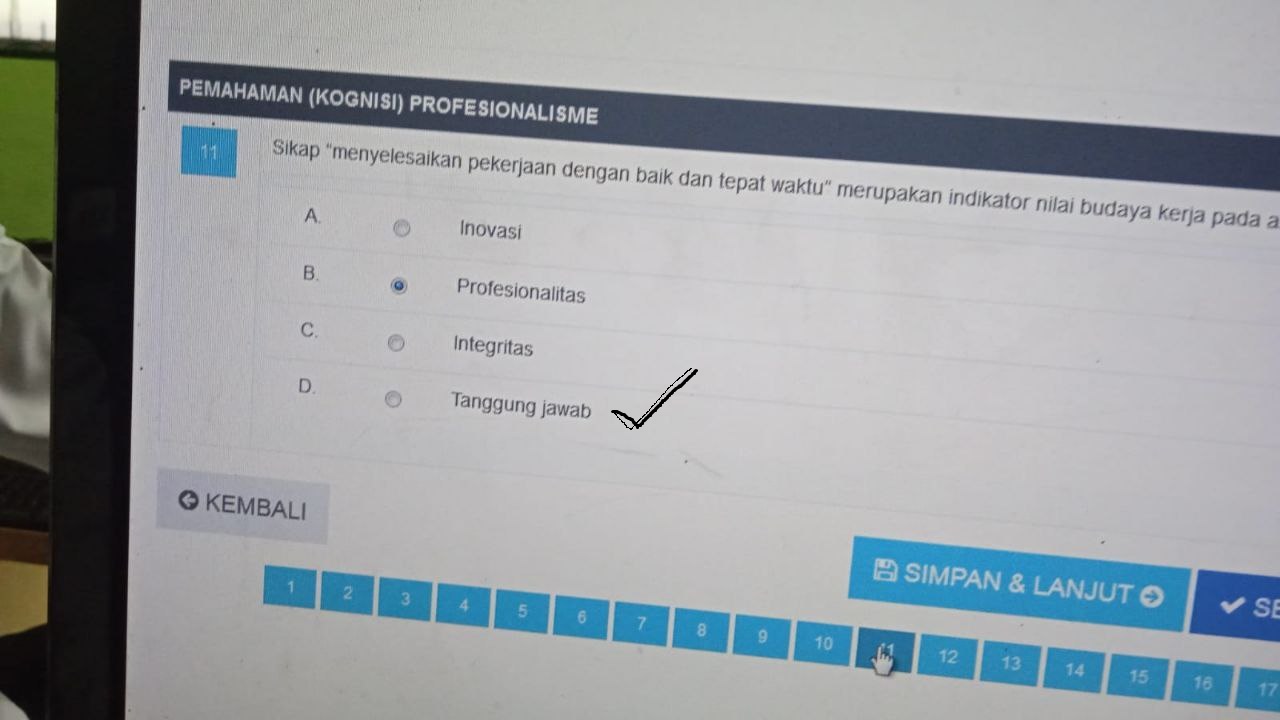 PEMAHAMAN (KOGNISI) PROFESIONALISME
11 Sikap “menyelesaikan pekerjaan dengan baik dan tepat waktu“ merupakan indikator nilai budaya kerja pada
A. Inovasi
B. Profesionalitas
C. Integritas
D. Tanggung jawab
KEMBALI
SIMPAN & LANJUT
1 2 3 4 5 6 7 8 9 10 11 12 13 14 15 16 17